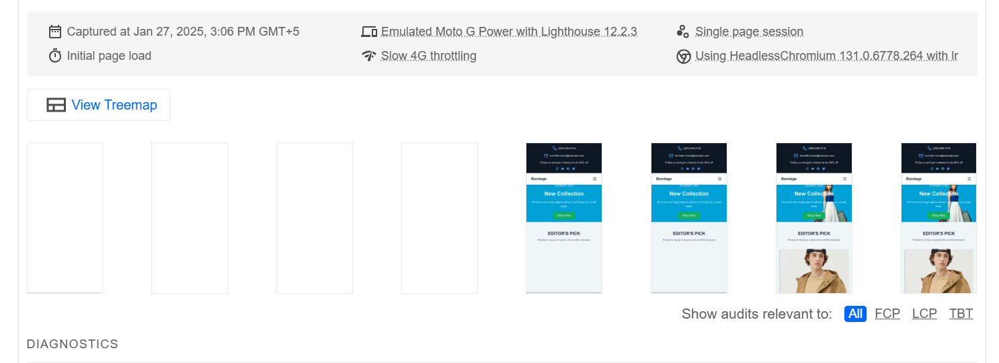 Captured at Jan 27, 2025, 3:06 PM GMT+5
Emulated Moto G Power with Lighthouse 12.2.3
Single page session
Initial page load
Slow 4G throttling
Using HeadlessChromium 131.0.6778.264 with lr
View Treemap
(225) 555-0118
michelle.rivera@example.com
Follow us and get a chance to win 80% off
Bandage
New Collection
We know how large objects will act, but things on a small
scale
Shop Now
EDITOR'S PICK
Problems trying to resolve the conflict between
(225) 555-0118
michelle.rivera@example.com
Follow us and get a chance to win 80% off
Bandage
New Collection
We know how large objects will act, but things on a small
scale
Shop Now
EDITOR'S PICK
Problems trying to resolve the conflict between
(225) 555-0118
michelle.rivera@example.com
Follow us and get a chance to win 80% off
Bandage
New Collection
We know how large objects will act, but things on a small
Shop Now
EDITOR'S PICK
Problems trying to resolve the conflict between
(225) 555-0118
michelle.rivera@example.com
Follow us and get a chance to win 80% off
Bandage
New Collection
We know how large objects will act, but things on a small
Shop Now
EDITOR'S PICK
Problems trying to resolve the conflict between
Show audits relevant to: All FCP LCP TBT
DIAGNOSTICS